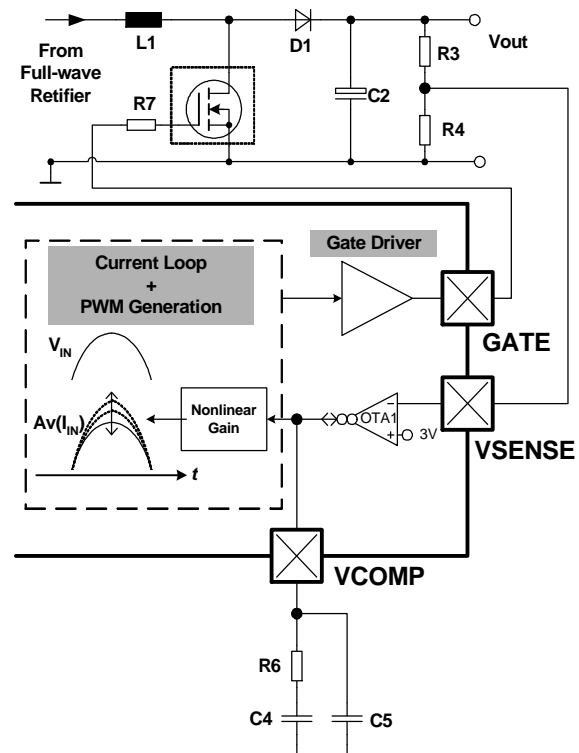 L1
D1
Vout
From
Full-wave
Retifier
R3
C2
R7
R4
Gate Driver
Current Loop
+
PWM Generation
VIN
GATE
Av(IIN)
Nonlinear
Gain
OTA1
−
+
3V
t
VSENSE
VCOMP
R6
C4
C5